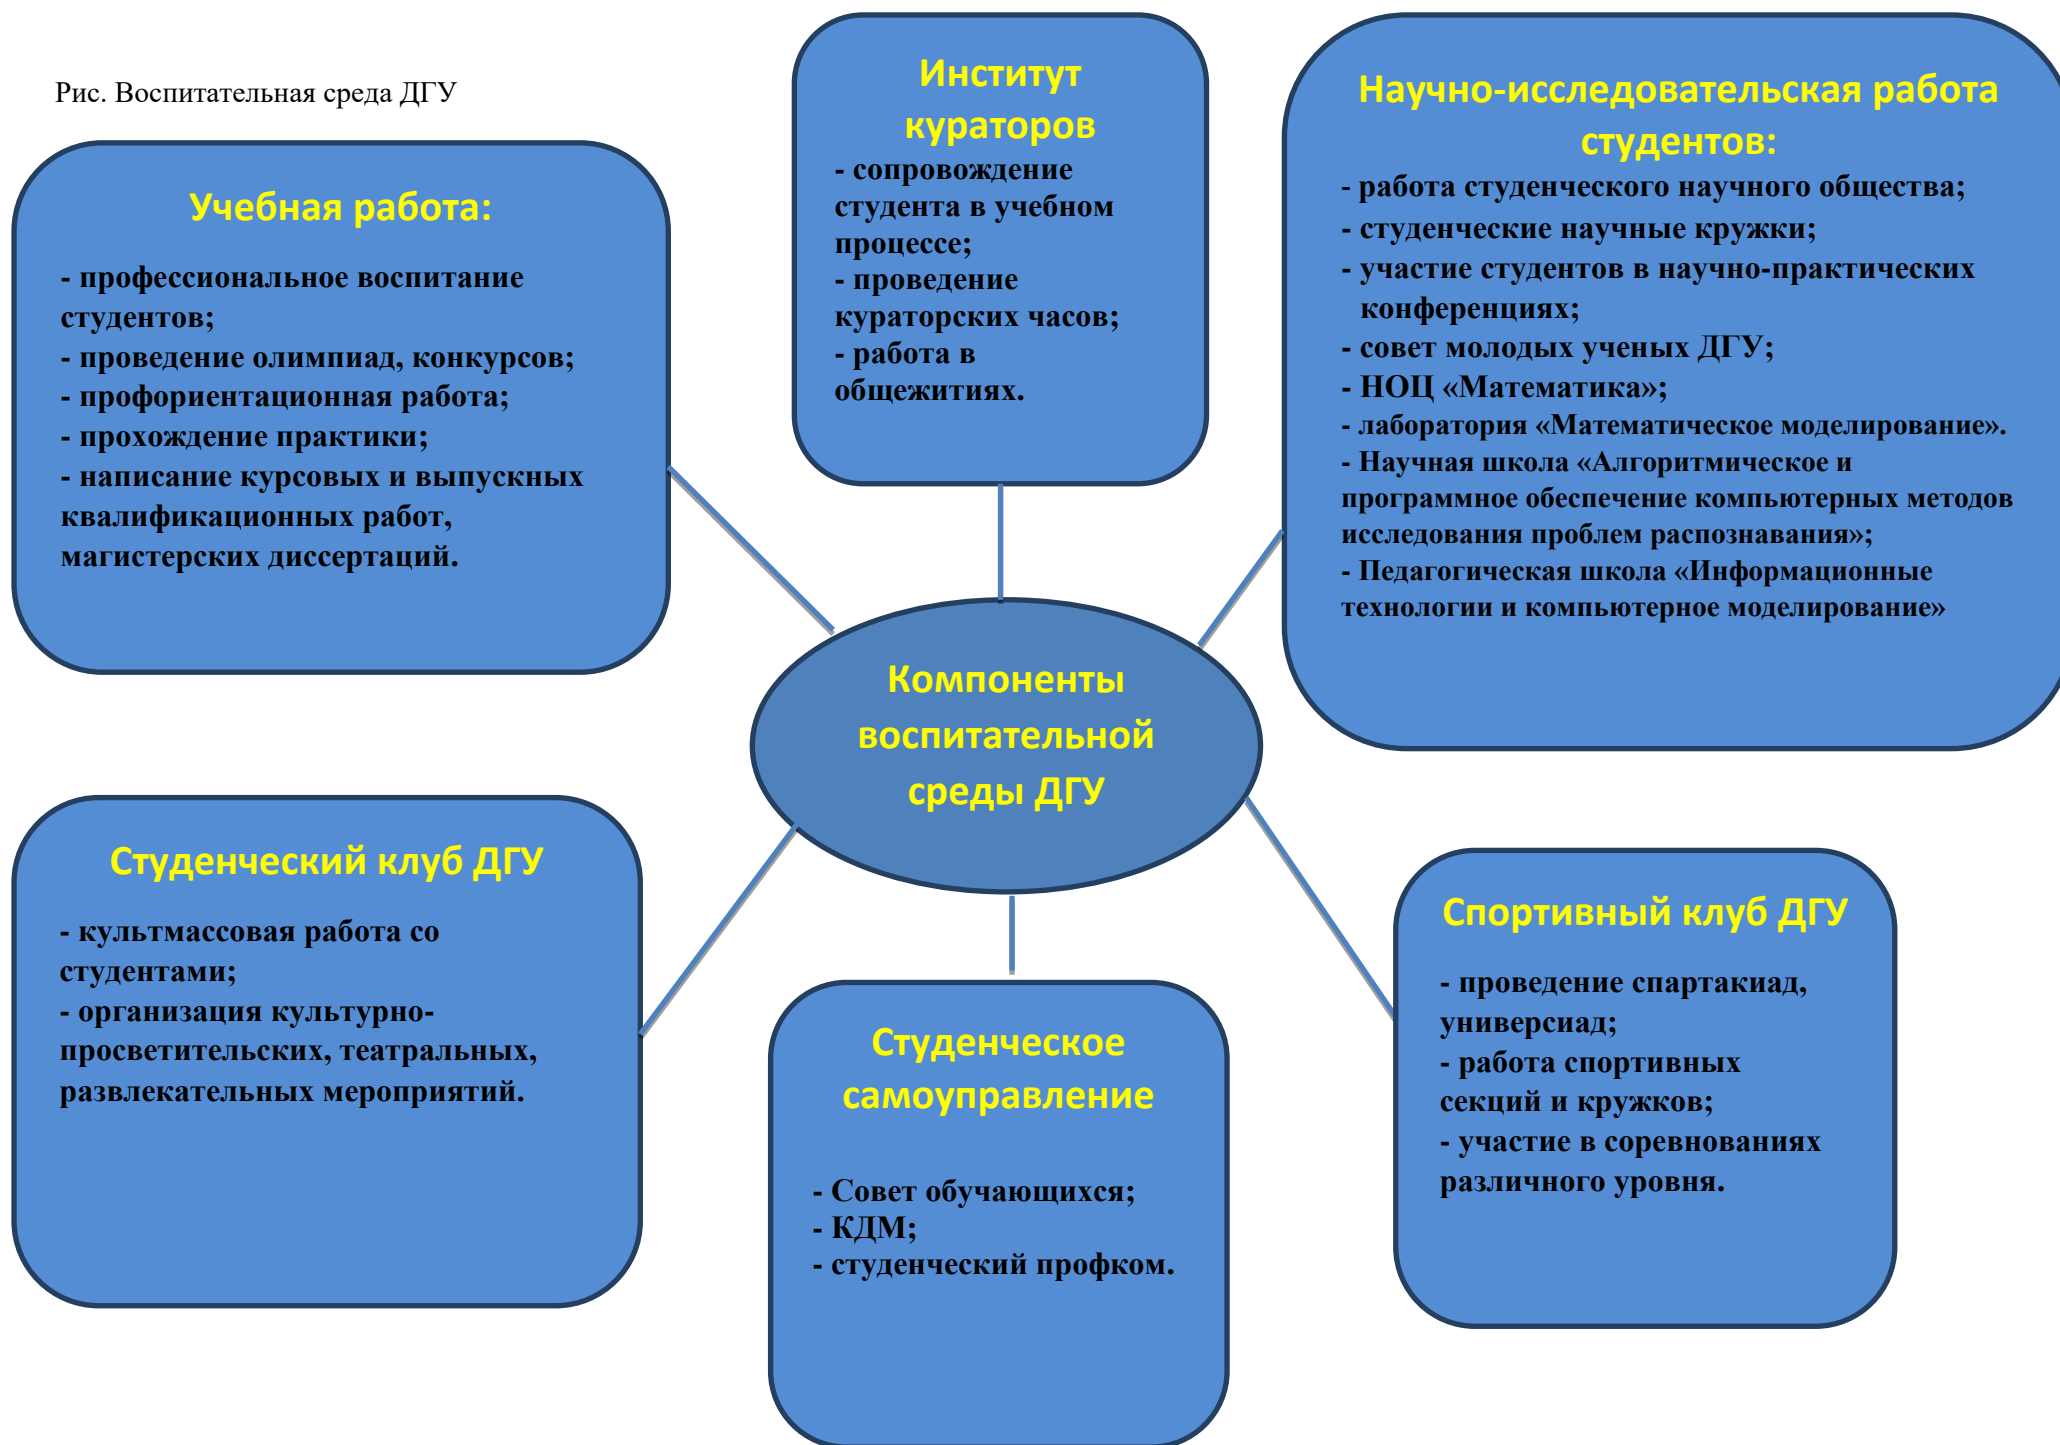 Рис. Воспитательная среда ДГУ
Учебная работа:
- профессиональное воспитание
студентов;
- проведение олимпиад, конкурсов;
- профориентационная работа;
- прохождение практики;
- написание курсовых и выпускных
квалификационных работ,
магистерских диссертаций.
Институт
кураторов
- сопровождение
студента в учебном
процессе;
- проведение
кураторских часов;
- работа в
общежитиях.
Научно-исследовательская работа
студентов:
- работа студенческого научного общества;
- студенческие научные кружки;
- участие студентов в научно-практических
конференциях;
- совет молодых ученых ДГУ;
- НОЦ «Математика»;
- лаборатория «Математическое моделирование».
- Научная школа «Алгоритмическое и
программное обеспечение компьютерных методов
исследования проблем распознавания»;
- Педагогическая школа «Информационные
технологии и компьютерное моделирование»
Компоненты
воспитательной
среды ДГУ
Студенческий клуб ДГУ
- культмассовая работа со
студентами;
- организация культурно-
просветительских, театральных,
развлекательных мероприятий.
Студенческое
самоуправление
- Совет обучающихся;
- КДМ;
- студенческий профком.
Спортивный клуб ДГУ
- проведение спартакиад,
универсиад;
- работа спортивных
секций и кружков;
- участие в соревнованиях
различного уровня.